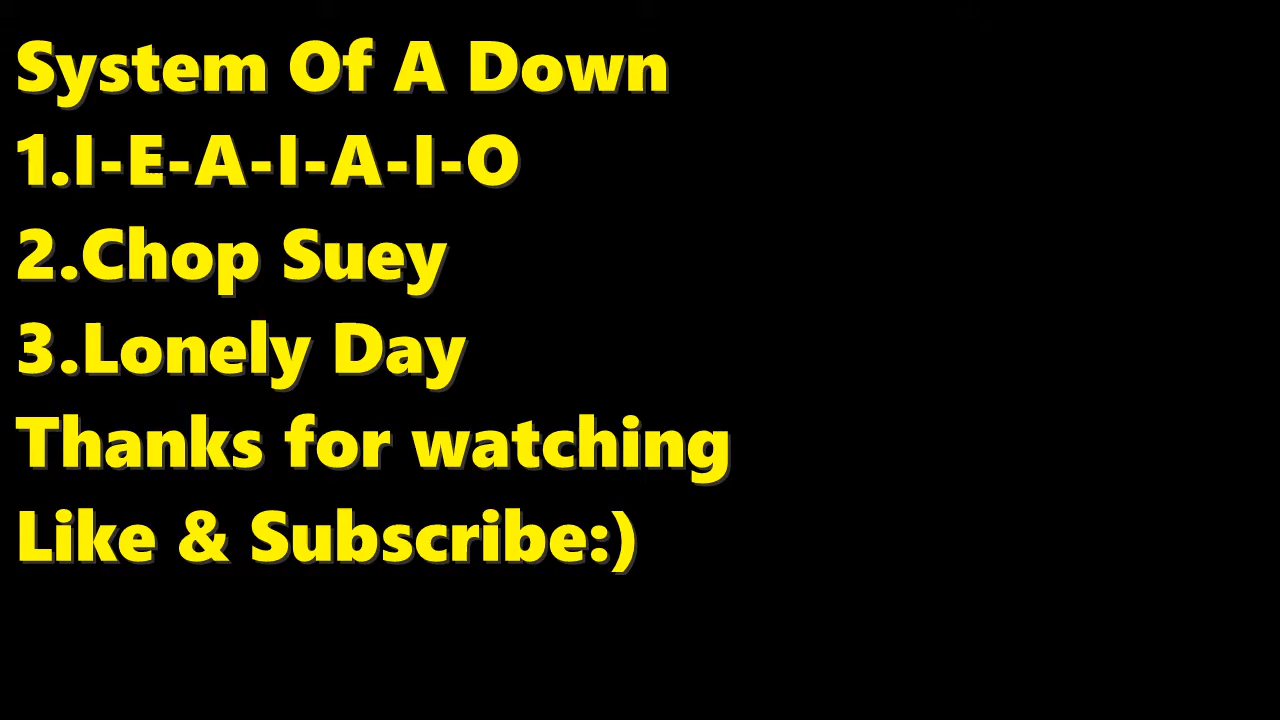 System Of A Down
1.I-E-A-I-A-I-O
2.Chop Suey
3.Lonely Day
Thanks for watching
Like & Subscribe:)